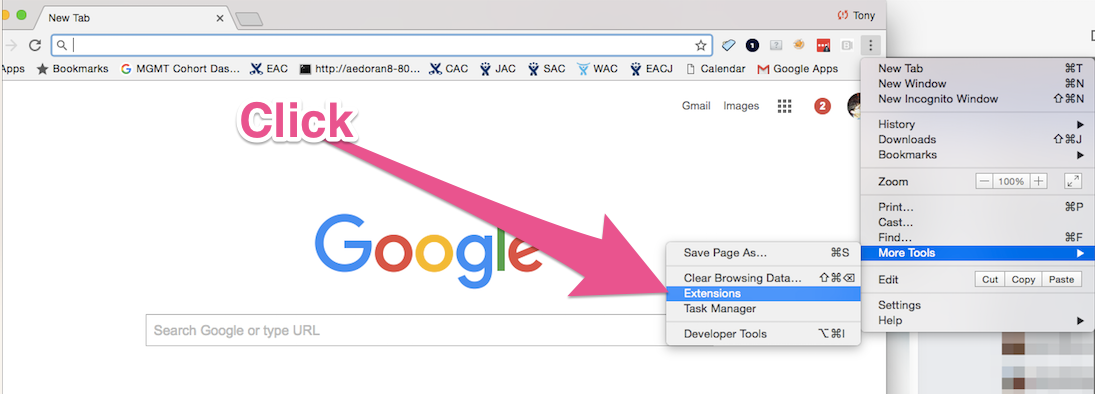 New Tab
Tony
Apps Bookmarks MGMT Cohort Das… EAC http://aedoran8-80… CAC JAC SAC WAC EACJ Calendar Google Apps
Gmail Images 2
Click
Google
Search Google or type URL
New Tab ⌘T
New Window ⌘N
New Incognito Window ⇧⌘N
History
Downloads ⇧⌘J
Bookmarks
Zoom — 100% +
Print… ⌘P
Cast…
Find… ⌘F
More Tools
Edit Cut Copy Paste
Settings
Help
Save Page As… ⌘S
Clear Browsing Data… ⇧⌘⌫
Extensions
Task Manager
Developer Tools ⌥⌘I